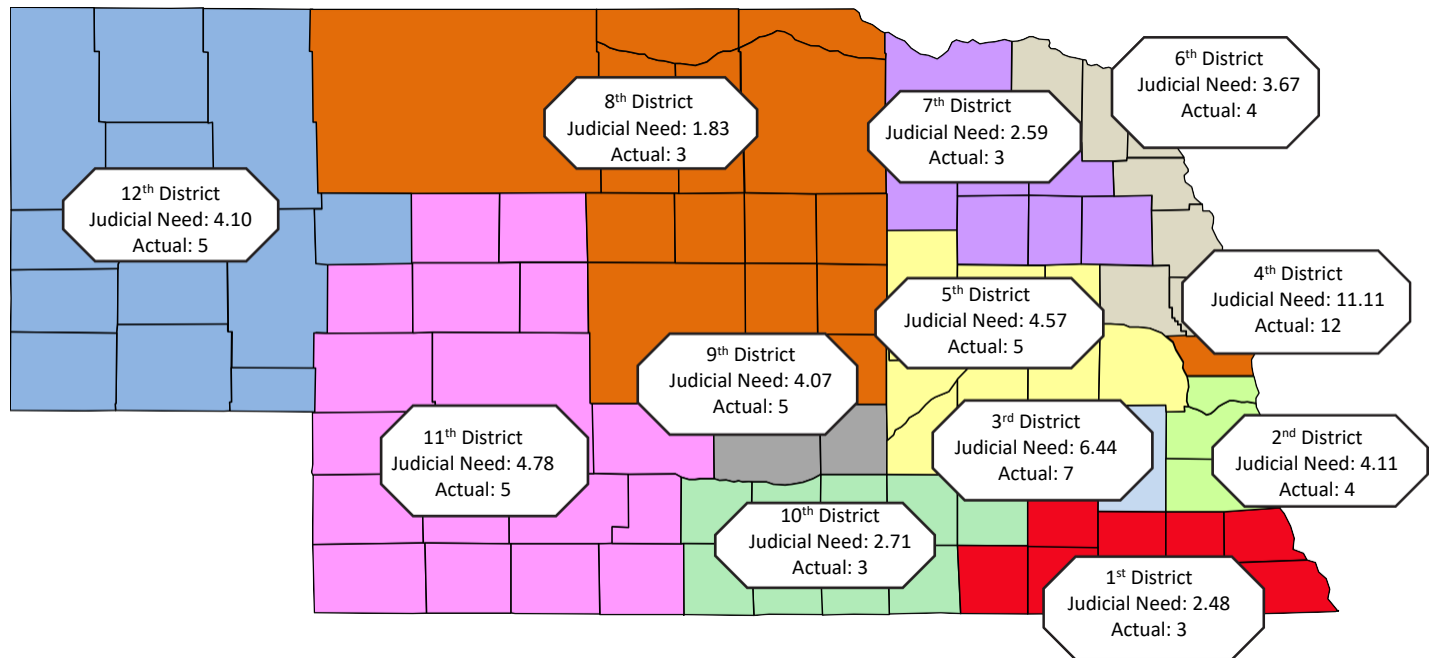 6th District
Judicial Need: 3.67
Actual: 4
8th District
Judicial Need: 1.83
Actual: 3
7th District
Judicial Need: 2.59
Actual: 3
12th District
Judicial Need: 4.10
Actual: 5
4th District
Judicial Need: 11.11
Actual: 12
5th District
Judicial Need: 4.57
Actual: 5
9th District
Judicial Need: 4.07
Actual: 5
11th District
Judicial Need: 4.78
Actual: 5
3rd District
Judicial Need: 6.44
Actual: 7
2nd District
Judicial Need: 4.11
Actual: 4
10th District
Judicial Need: 2.71
Actual: 3
1st District
Judicial Need: 2.48
Actual: 3